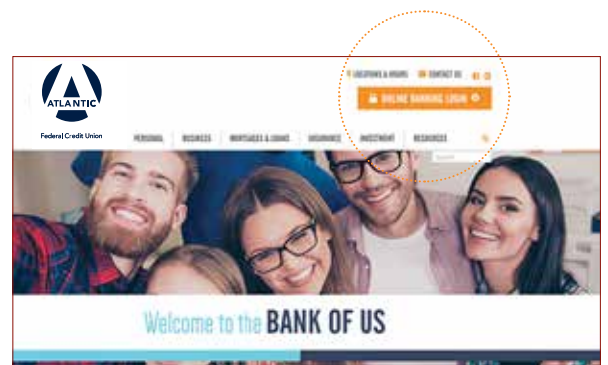 LOCATIONS & HOURS CONTACT US
ONLINE BANKING LOGIN
ATLANTIC
Federal Credit Union
PERSONAL BUSINESS MORTGAGES & LOANS INSURANCE INVESTMENT RESOURCES
Search
Welcome to the BANK OF US